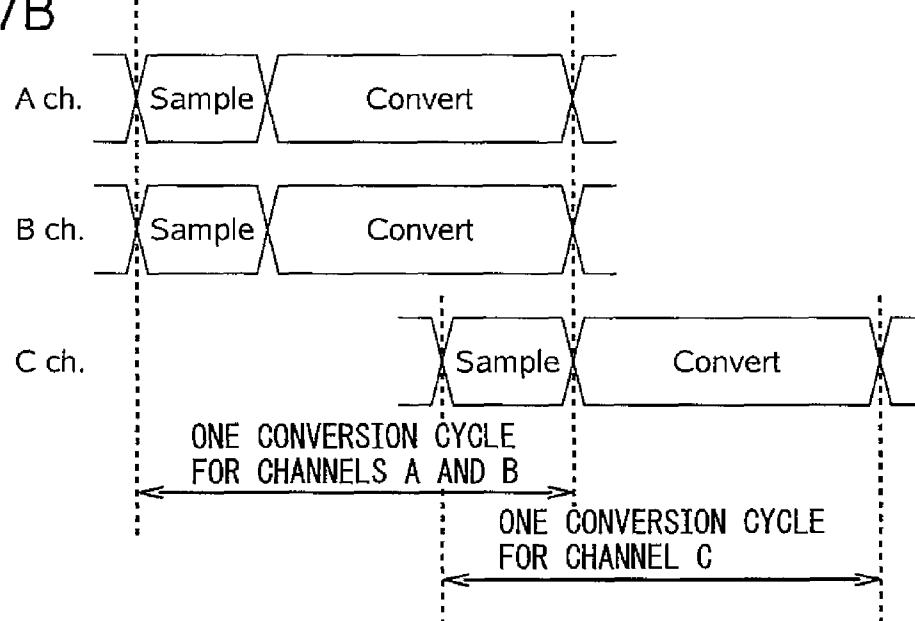 7B
A ch. Sample Convert
B ch. Sample Convert
C ch. Sample Convert
ONE CONVERSION CYCLE
FOR CHANNELS A AND B
ONE CONVERSION CYCLE
FOR CHANNEL C